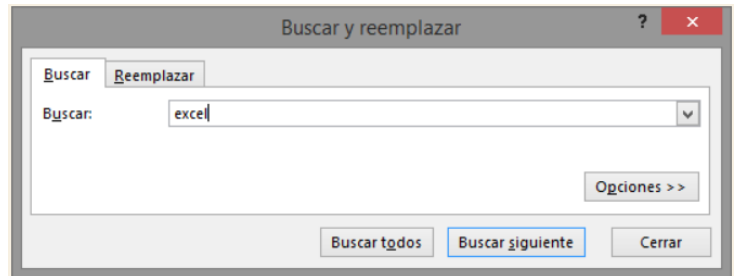 Buscar y reemplazar ?
Buscar Reemplazar
Buscar: excel
Opciones >>
Buscar todos Buscar siguiente Cerrar